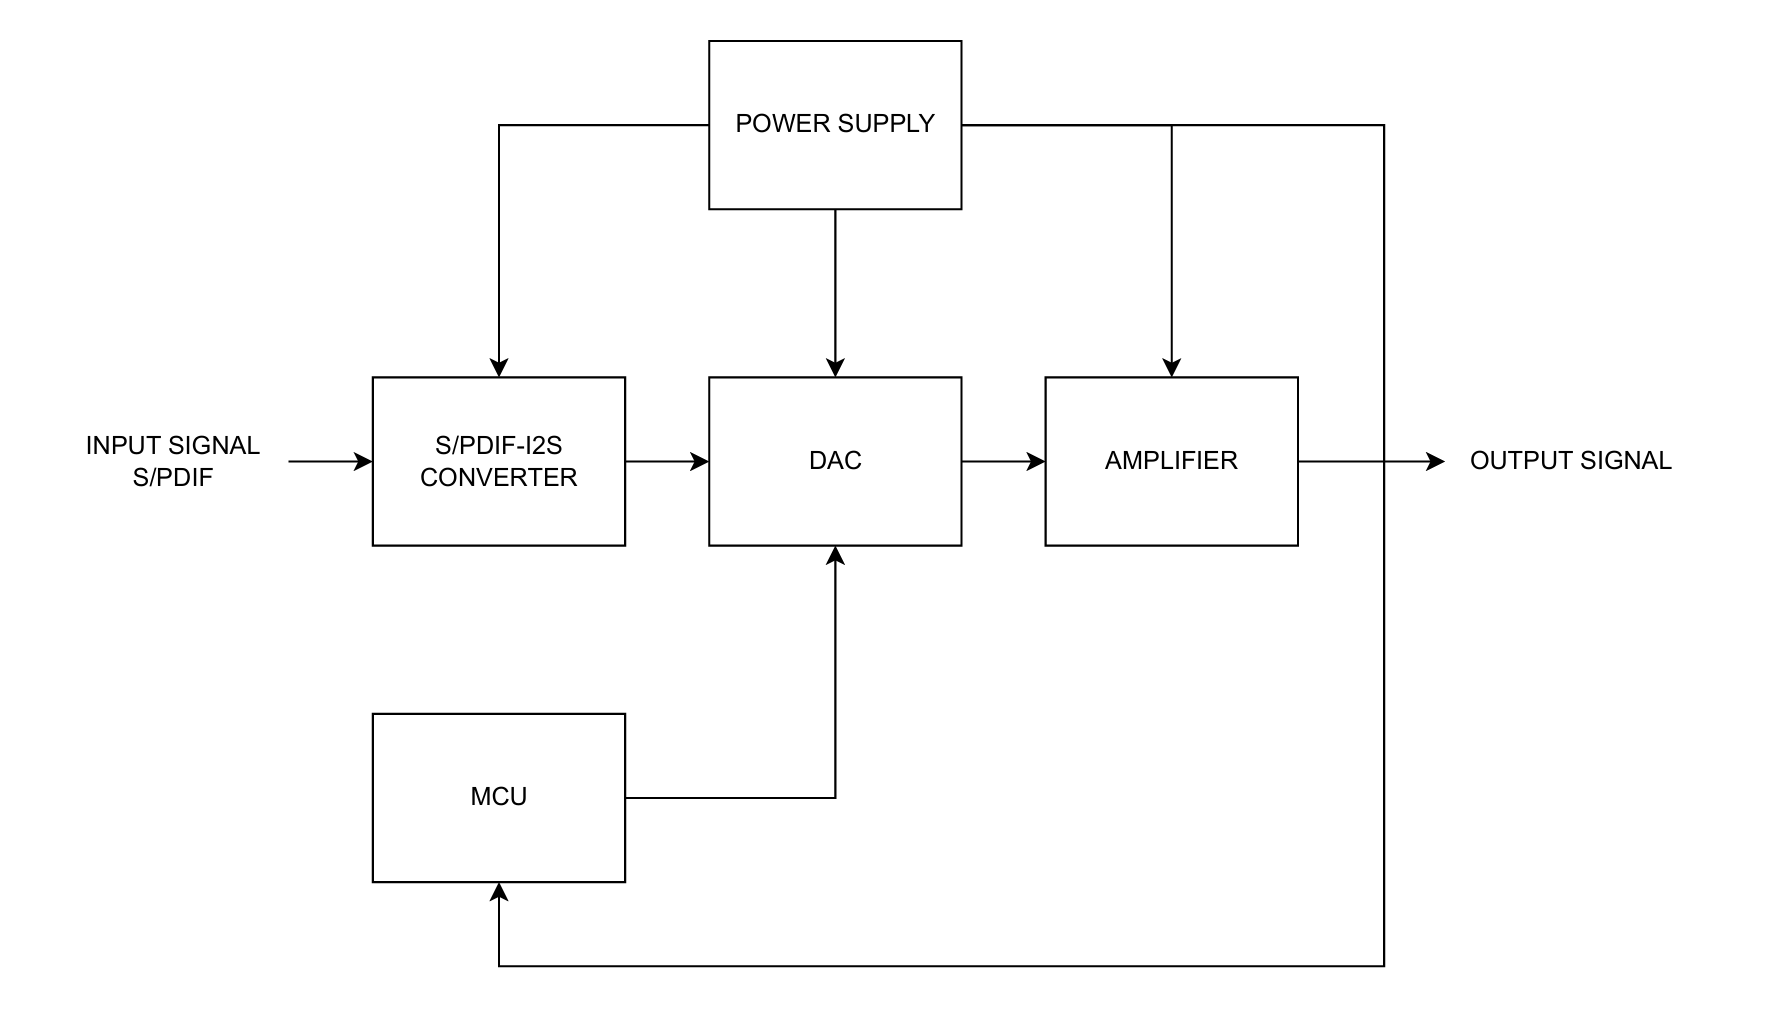 POWER SUPPLY
INPUT SIGNAL
S/PDIF
S/PDIF-I2S
CONVERTER
DAC
AMPLIFIER
OUTPUT SIGNAL
MCU